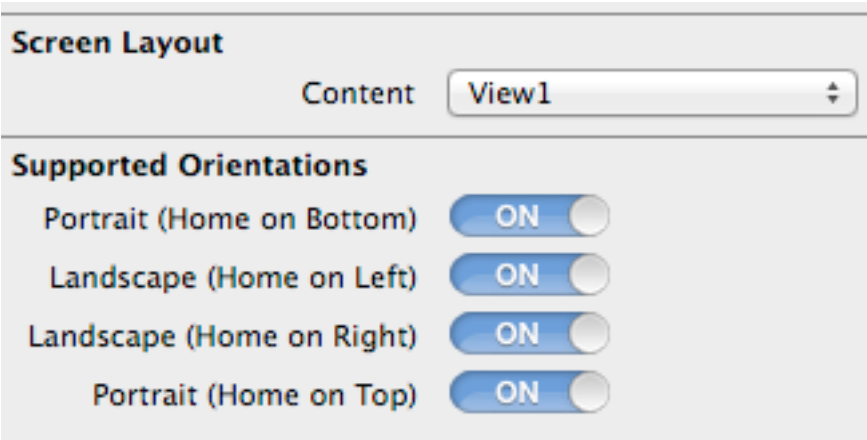 Screen Layout
Content View1
Supported Orientations
Portrait (Home on Bottom) ON
Landscape (Home on Left) ON
Landscape (Home on Right) ON
Portrait (Home on Top) ON